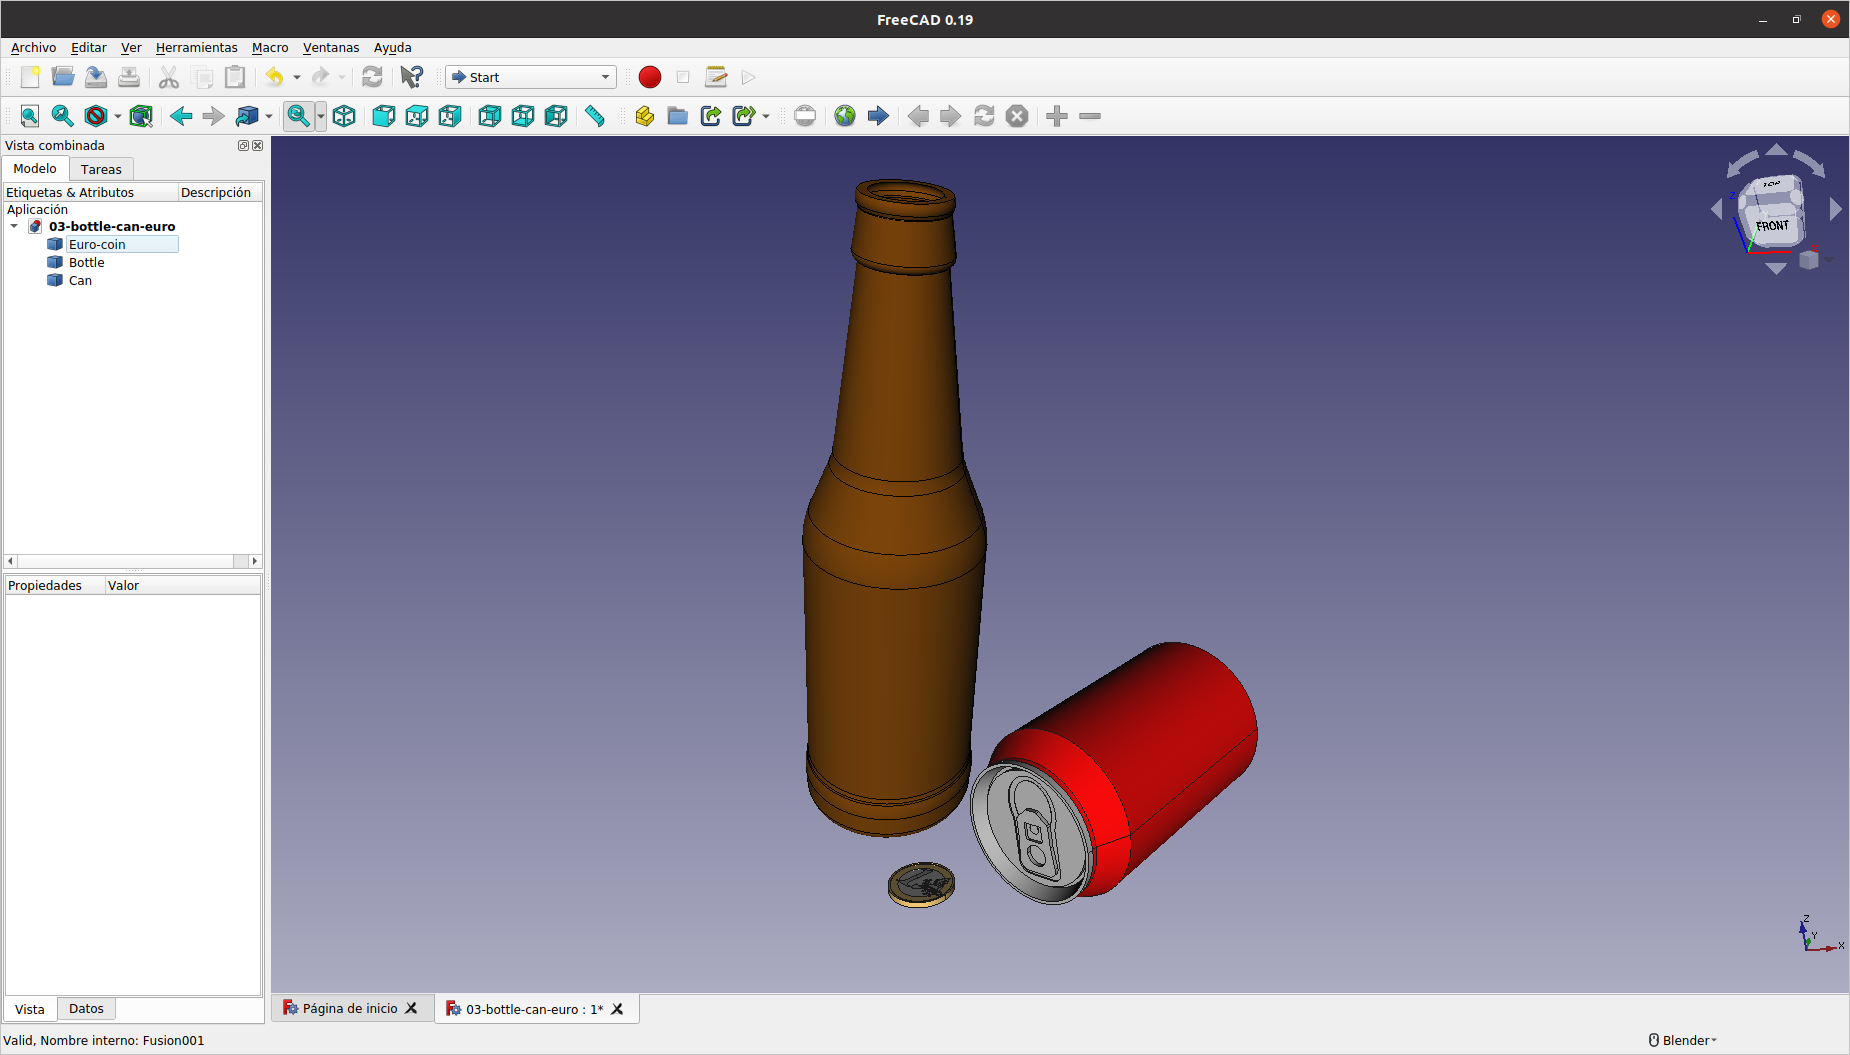 FreeCAD 0.19
Archivo Editar Ver Herramientas Macro Ventanas Ayuda
Start
Vista combinada
Modelo Tareas
Etiquetas & Atributos Descripción
Aplicación
03-bottle-can-euro
Euro-coin
Bottle
Can
Propiedades Valor
Vista Datos
FRONT
Z
X
Z
Y
X
Página de inicio
03-bottle-can-euro : 1*
Valid, Nombre interno: Fusion001
Blender